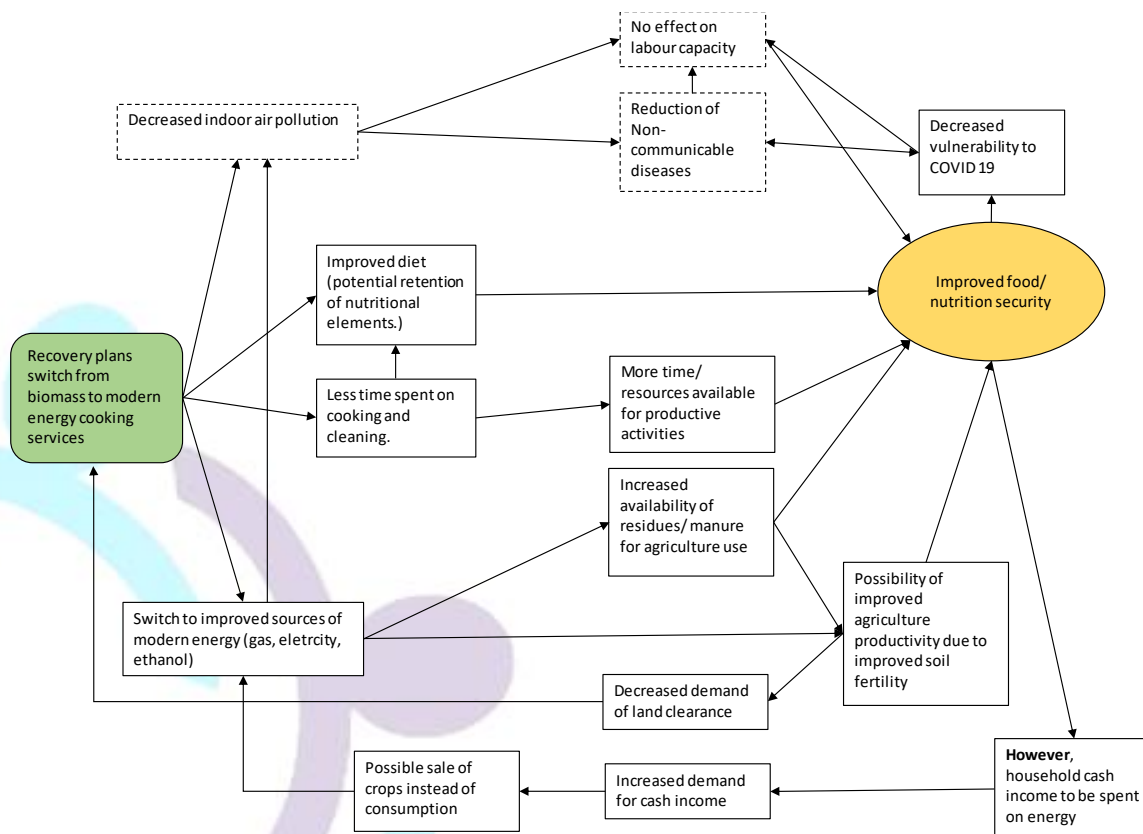 No effect on
labour capacity
Decreased indoor air pollution
Reduction of
Non-
communicable
diseases
Decreased
vulnerability to
COVID 19
Improved diet
(potential retention
of nutritional
elements.)
Improved food/
nutrition security
Recovery plans
switch from
biomass to modern
energy cooking
services
Less time spent on
cooking and
cleaning.
More time/
resources available
for productive
activities
Increased
availability of
residues/ manure
for agriculture use
Switch to improved sources of
modern energy (gas, eletrcity,
ethanol)
Possibility of
improved
agriculture
productivity due to
improved soil
fertility
Decreased demand
of land clearance
Possible sale of
crops instead of
consumption
Increased demand
for cash income
However,
household cash
income to be spent
on energy